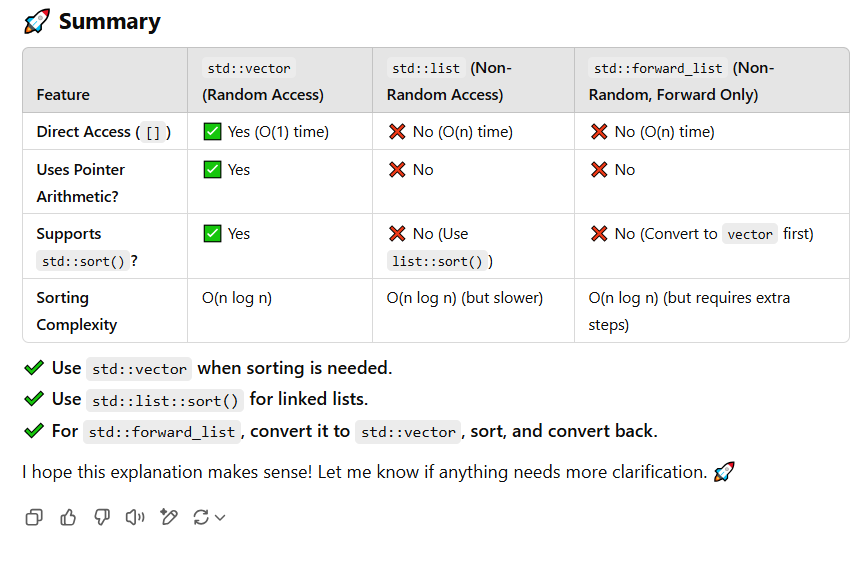 🚀 Summary
Feature
std::vector
(Random Access)
std::list (Non-
Random Access)
std::forward_list (Non-
Random, Forward Only)
Direct Access ( [] )
✅ Yes (O(1) time)
❌ No (O(n) time)
❌ No (O(n) time)
Uses Pointer
Arithmetic?
✅ Yes
❌ No
❌ No
Supports
std::sort() ?
✅ Yes
❌ No (Use
list::sort() )
❌ No (Convert to vector first)
Sorting
Complexity
O(n log n)
O(n log n) (but slower)
O(n log n) (but requires extra
steps)
✔ Use std::vector when sorting is needed.
✔ Use std::list::sort() for linked lists.
✔ For std::forward_list, convert it to std::vector, sort, and convert back.
I hope this explanation makes sense! Let me know if anything needs more clarification. 🚀